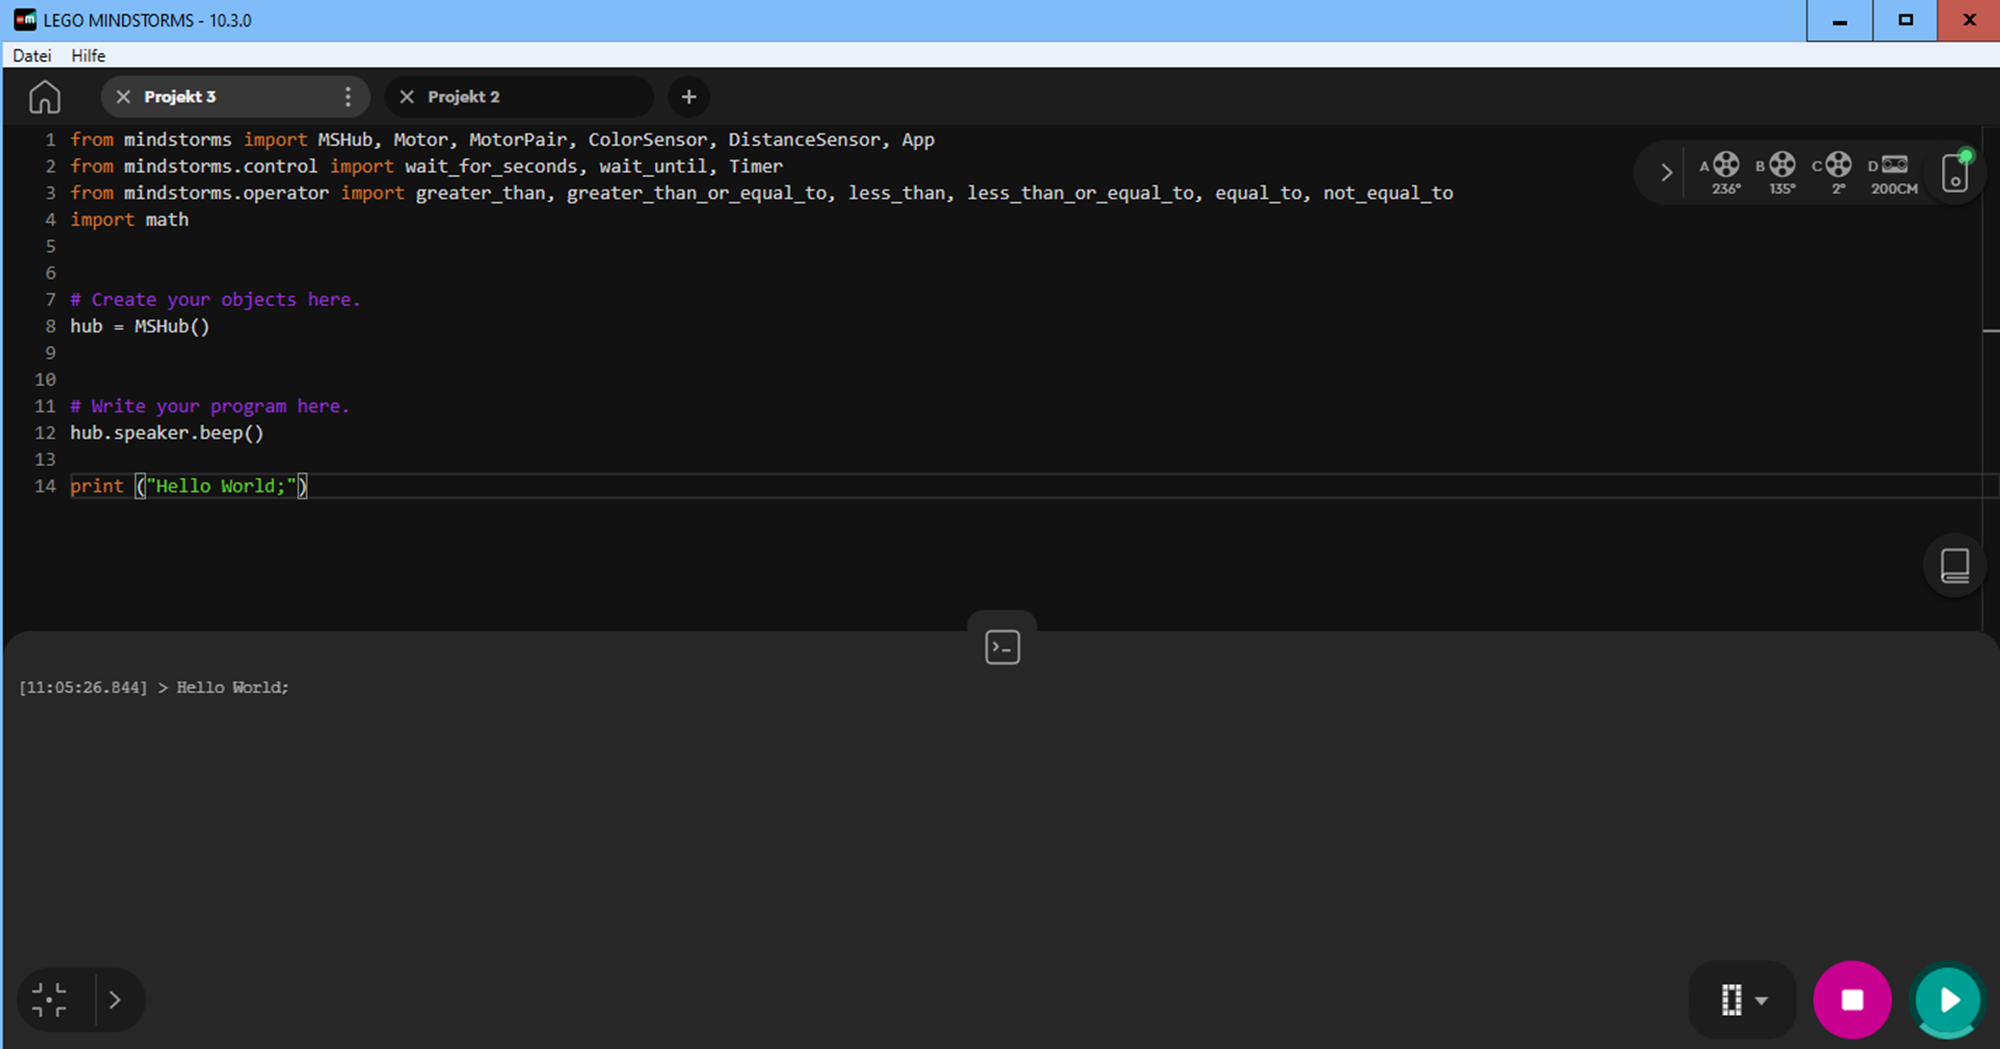 LEGO MINDSTORMS - 10.3.0
Datei Hilfe
Projekt 3 Projekt 2
1 from mindstorms import MSHub, Motor, MotorPair, ColorSensor, DistanceSensor, App
2 from mindstorms.control import wait_for_seconds, wait_until, Timer
3 from mindstorms.operator import greater_than, greater_than_or_equal_to, less_than, less_than_or_equal_to, equal_to, not_equal_to
4 import math
5
6
7 # Create your objects here.
8 hub = MSHub()
9
10
11 # Write your program here.
12 hub.speaker.beep()
13
14 print ("Hello World;")
A B C D
236° 135° 2° 200CM
[11:05:26.844] > Hello World;
0